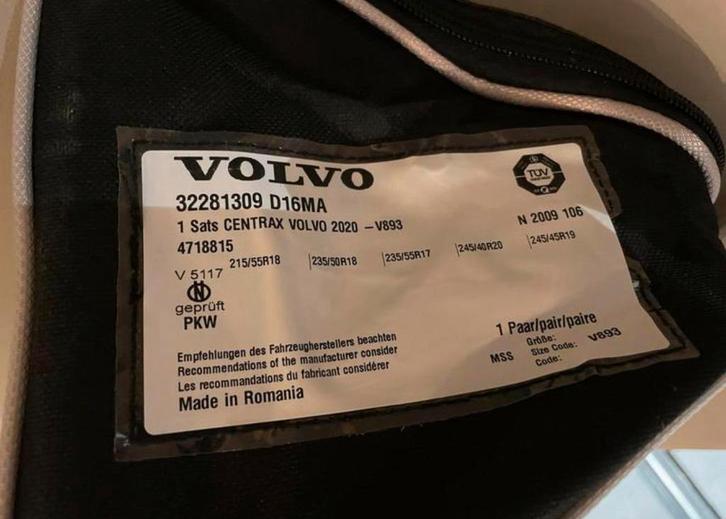 VOLVO
TÜV
32281309 D16MA
1 Sats CENTRAX VOLVO 2020 -V893
N 2009 106
4718815
215/55R18 |235/50R18 |235/55R17 |245/40R20 |245/45R19
V 5117
N
geprüft
PKW
1 Paar/pair/paire
Größe:
MSS Size Code: V893
Code:
Empfehlungen des Fahrzeugherstellers beachten
Recommendations of the manufacturer consider
Les recommandations du fabricant considérer
Made in Romania